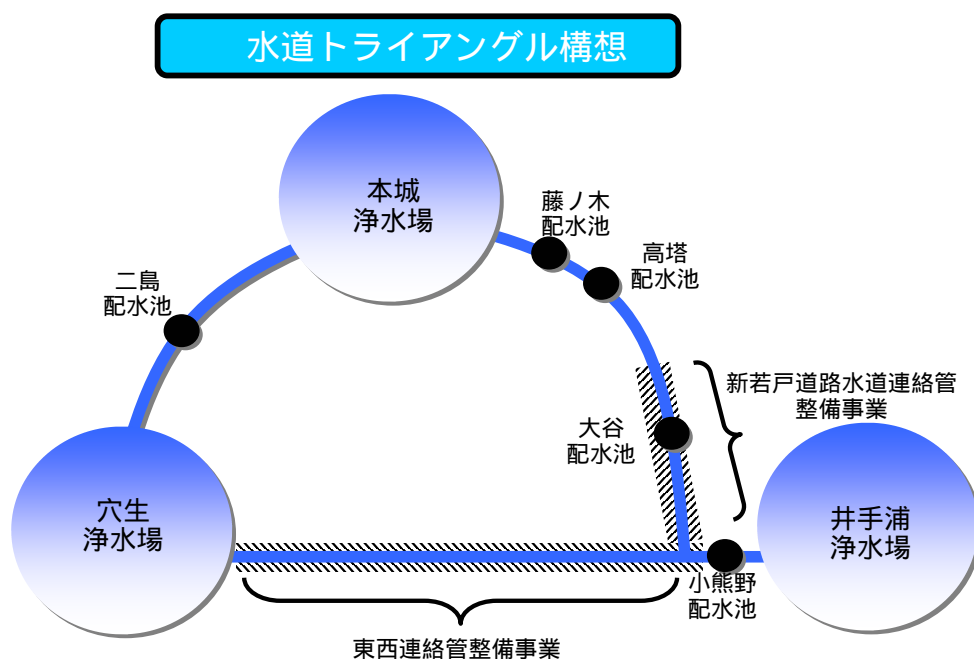 水道トライアングル構想
本城
浄水場
藤ノ木
配水池
高塔
配水池
二島
配水池
新若戸道路水道連絡管
整備事業
大谷
配水池
穴生
浄水場
井手浦
浄水場
小熊野
配水池
東西連絡管整備事業